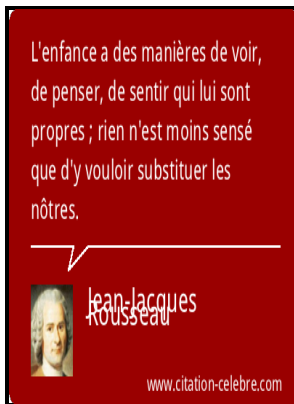 L'enfance a des manières de voir,
de penser, de sentir qui lui sont
propres ; rien n'est moins sensé
que d'y vouloir substituer les
nôtres.
Jean-Jacques
Rousseau
www.citation-celebre.com